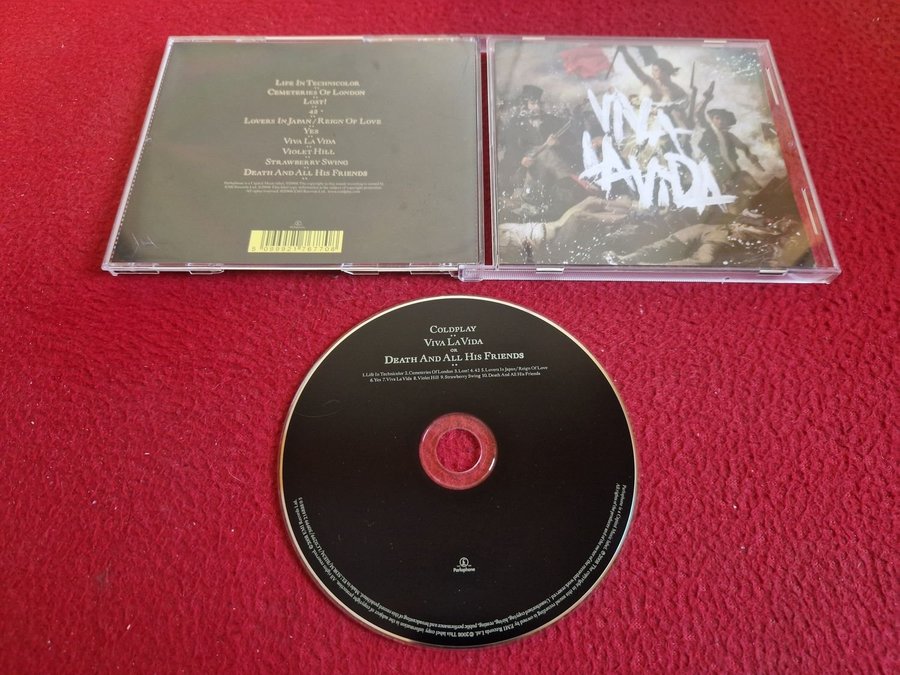 Life In Technicolor
Cemeteries Of London
Lost!
42
Lovers In Japan / Reign Of Love
Yes
Viva La Vida
Violet Hill
Strawberry Swing
Death And All His Friends
5 099921 787706
VIVA
LA VIDA
Coldplay
Viva La Vida
or
Death And All His Friends
1. Life In Technicolor 2. Cemeteries Of London 3. Lost! 4. 42 5. Lovers In Japan / Reign Of Love
6. Yes 7. Viva La Vida 8. Violet Hill 9. Strawberry Swing 10. Death And All His Friends
Parlophone